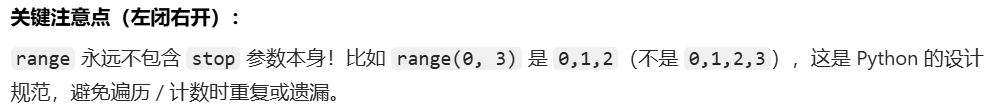 关键注意点（左闭右开）：
range 永远不包含 stop 参数本身！比如 range(0, 3) 是 0,1,2（不是 0,1,2,3），这是 Python 的设计
规范，避免遍历 / 计数时重复或遗漏。